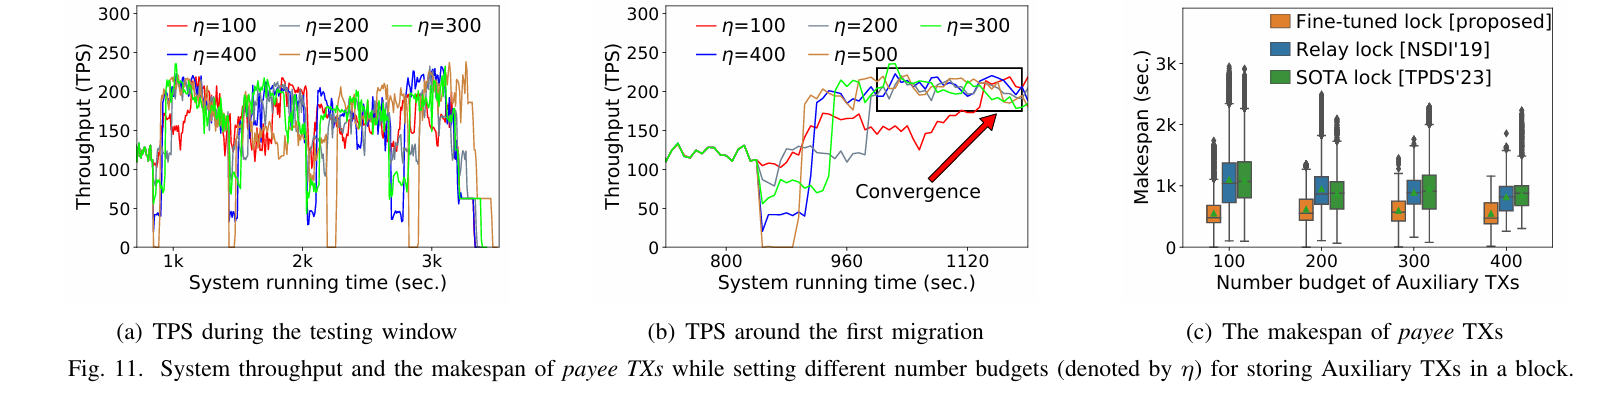 300
250
200
150
100
50
0
Throughput (TPS)
η=100 η=200 η=300
η=400 η=500
1k 2k 3k
System running time (sec.)
(a) TPS during the testing window
300
250
200
150
100
50
0
Throughput (TPS)
η=100 η=200 η=300
η=400 η=500
Convergence
800 960 1120
System running time (sec.)
(b) TPS around the first migration
3k
2k
1k
0
Makespan (sec.)
Fine-tuned lock [proposed]
Relay lock [NSDI'19]
SOTA lock [TPDS'23]
100 200 300 400
Number budget of Auxiliary TXs
(c) The makespan of payee TXs
Fig. 11. System throughput and the makespan of payee TXs while setting different number budgets (denoted by η) for storing Auxiliary TXs in a block.